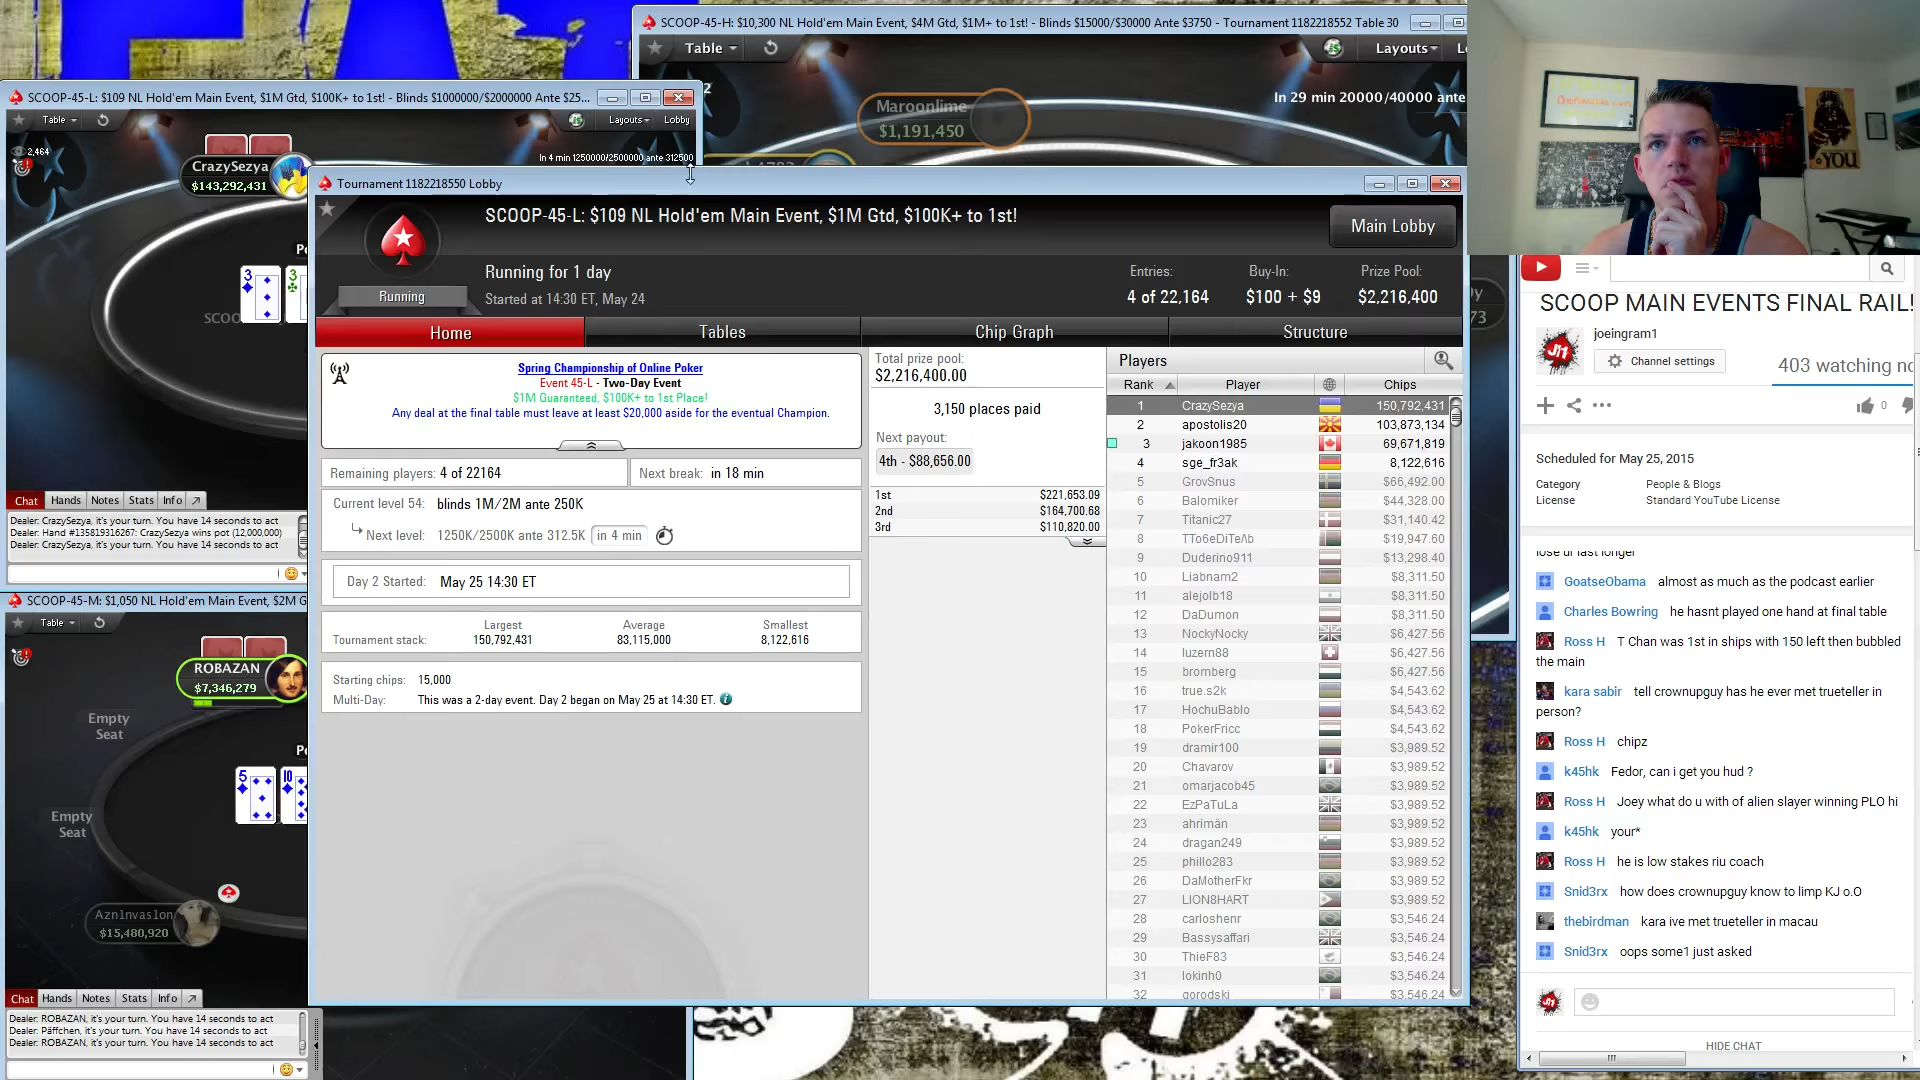 SCOOP-45-H: $10,300 NL Hold'em Main Event, $4M Gtd, $1M+ to 1st! - Blinds $15000/$30000 Ante $3750 - Tournament 1182218552 Table 30
Table
Layouts
Maroonlime
$1,191,450
In 29 min 20000/40000 ante
SCOOP-45-L: $109 NL Hold'em Main Event, $1M Gtd, $100K+ to 1st! - Blinds $1000000/$2000000 Ante $25...
Table
Layouts
Lobby
2,464
In 4 min 1250000/2500000 ante 312500
CrazySezya
$143,292,431
3
3
Chat Hands Notes Stats Info
Dealer: CrazySezya, it's your turn. You have 14 seconds to act
Dealer: Hand #135819316267: CrazySezya wins pot (12,000,000)
Dealer: CrazySezya, it's your turn. You have 14 seconds to act
SCOOP-45-M: $1,050 NL Hold'em Main Event, $2M G
Table
ROBAZAN
$7,346,279
Empty
Seat
5
10
Empty
Seat
Azn1nvas1on
$15,480,920
Chat Hands Notes Stats Info
Dealer: ROBAZAN, it's your turn. You have 14 seconds to act
Dealer: Päffchen, it's your turn. You have 14 seconds to act
Dealer: ROBAZAN, it's your turn. You have 14 seconds to act
Tournament 1182218550 Lobby
SCOOP-45-L: $109 NL Hold'em Main Event, $1M Gtd, $100K+ to 1st!
Main Lobby
Running for 1 day
Started at 14:30 ET, May 24
Running
Entries: Buy-In: Prize Pool:
4 of 22,164 $100 + $9 $2,216,400
Home Tables Chip Graph Structure
Spring Championship of Online Poker
Event 45-L - Two-Day Event
$1M Guaranteed, $100K+ to 1st Place!
Any deal at the final table must leave at least $20,000 aside for the eventual Champion.
Remaining players: 4 of 22164
Next break: in 18 min
Current level 54: blinds 1M/2M ante 250K
Next level: 1250K/2500K ante 312.5K in 4 min
Day 2 Started: May 25 14:30 ET
Largest Average Smallest
Tournament stack: 150,792,431 83,115,000 8,122,616
Starting chips: 15,000
Multi-Day: This was a 2-day event. Day 2 began on May 25 at 14:30 ET.
Total prize pool:
$2,216,400.00
3,150 places paid
Next payout:
4th - $88,656.00
1st $221,653.09
2nd $164,700.68
3rd $110,820.00
Players
Rank Player Chips
1 CrazySezya 150,792,431
2 apostolis20 103,873,134
3 jakoon1985 69,671,819
4 sge_fr3ak 8,122,616
5 GrovSnus $66,492.00
6 Balomiker $44,328.00
7 Titanic27 $31,140.42
8 TTo6eDiTe/\b $19,947.60
9 Duderino911 $13,298.40
10 Liabnam2 $8,311.50
11 alejolb18 $8,311.50
12 DaDumon $8,311.50
13 NockyNocky $6,427.56
14 luzern88 $6,427.56
15 bromberg $6,427.56
16 true.s2k $4,543.62
17 HochuBablo $4,543.62
18 PokerFricc $4,543.62
19 dramir100 $3,989.52
20 Chavarov $3,989.52
21 omarjacob45 $3,989.52
22 EzPaTuLa $3,989.52
23 ahrimän $3,989.52
24 dragan249 $3,989.52
25 phillo283 $3,989.52
26 DaMotherFkr $3,989.52
27 LION8HART $3,989.52
28 carloshenr $3,546.24
29 Bassysaffari $3,546.24
30 ThieF83 $3,546.24
31 lokinh0 $3,546.24
32 gorodski $3,546.24
YOU
SCOOP MAIN EVENTS FINAL RAIL!
joeingram1
Channel settings
403 watching no
0
Scheduled for May 25, 2015
Category People & Blogs
License Standard YouTube License
lose ur last longer
GoatseObama almost as much as the podcast earlier
Charles Bowring he hasnt played one hand at final table
Ross H T Chan was 1st in ships with 150 left then bubbled
the main
kara sabir tell crownupguy has he ever met trueteller in
person?
Ross H chipz
k45hk Fedor, can i get you hud ?
Ross H Joey what do u with of alien slayer winning PLO hi
k45hk your*
Ross H he is low stakes riu coach
Snid3rx how does crownupguy know to limp KJ o.O
thebirdman kara ive met trueteller in macau
Snid3rx oops some1 just asked
HIDE CHAT